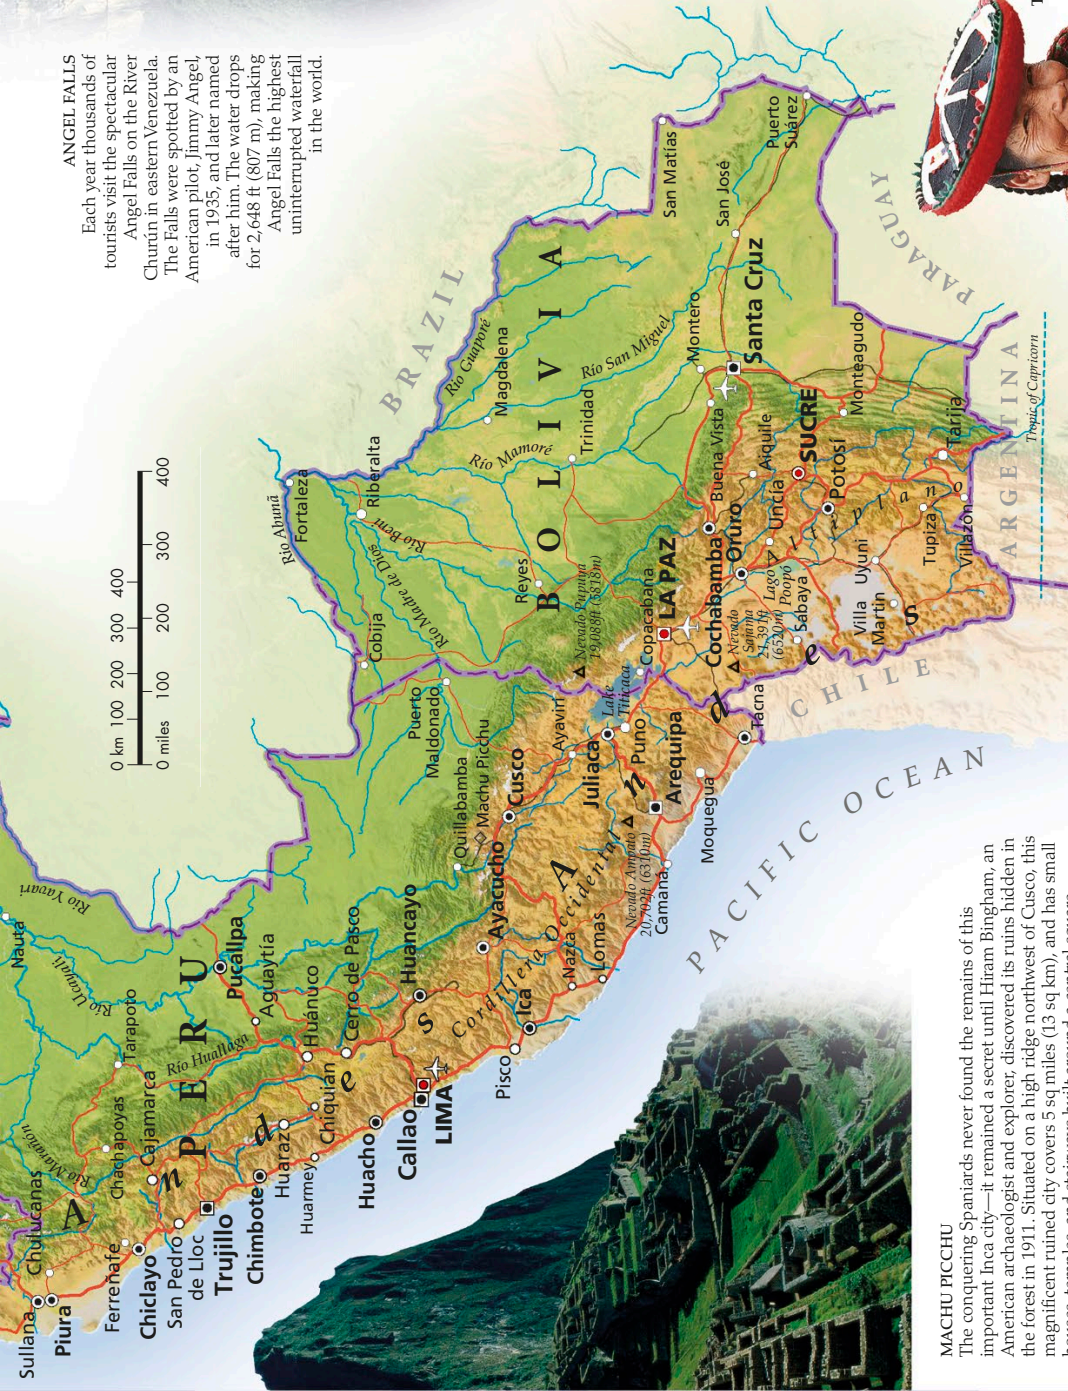 ANGEL FALLS
Each year thousands of
tourists visit the spectacular
Angel Falls on the River
Churún in eastern Venezuela.
The Falls were spotted by an
American pilot, Jimmy Angel,
in 1935, and later named
after him. The water drops
for 2,648 ft (807 m), making
Angel Falls the highest
uninterrupted waterfall
in the world.
0 km 100 200 300 400
0 miles 100 200 300 400
BRAZIL
PARAGUAY
ARGENTINA
CHILE
PACIFIC OCEAN
Tropic of Capricorn
PERU
BOLIVIA
Andes
Andes
Cordillera Occidental
Altiplano
Sullana
Piura
Chulucanas
Ferreñafe
Chiclayo
San Pedro
de Lloc
Trujillo
Chimbote
Cajamarca
Chachapoyas
Tarapoto
Nauta
Río Marañón
Río Huallaga
Río Ucayali
Río Yavari
Pucallpa
Aguaytía
Huánuco
Cerro de Pasco
Huaraz
Huarmey
Chiquian
Huacho
Callao
LIMA
Huancayo
Ayacucho
Pisco
Ica
Nazca
Lomas
Quillabamba
Machu Picchu
Cusco
Puerto
Maldonado
Ayaviri
Juliaca
Lake
Titicaca
Puno
Nevado Ampato
20,702ft (6310m)
Camaná
Arequipa
Moquegua
Tacna
Río Abunã
Fortaleza
Riberalta
Cobija
Río Beni
Río Madre de Dios
Reyes
Río Guaporé
Magdalena
Río Mamoré
Trinidad
Río San Miguel
Nevado Pupuya
19,088ft (5818m)
Copacabana
LA PAZ
Cochabamba
Nevado
Sajama
21,391ft
(6520m)
Oruro
Lago
Poopó
Sabaya
Uncía
Aiquile
Buena Vista
Montero
Santa Cruz
San José
San Matías
Puerto
Suárez
SUCRE
Potosí
Monteagudo
Uyuni
Villa
Martín
Tupiza
Villazón
Tarija
MACHU PICCHU
The conquering Spaniards never found the remains of this
important Inca city—it remained a secret until Hiram Bingham, an
American archaeologist and explorer, discovered its ruins hidden in
the forest in 1911. Situated on a high ridge northwest of Cusco, this
magnificent ruined city covers 5 sq miles (13 sq km), and has small